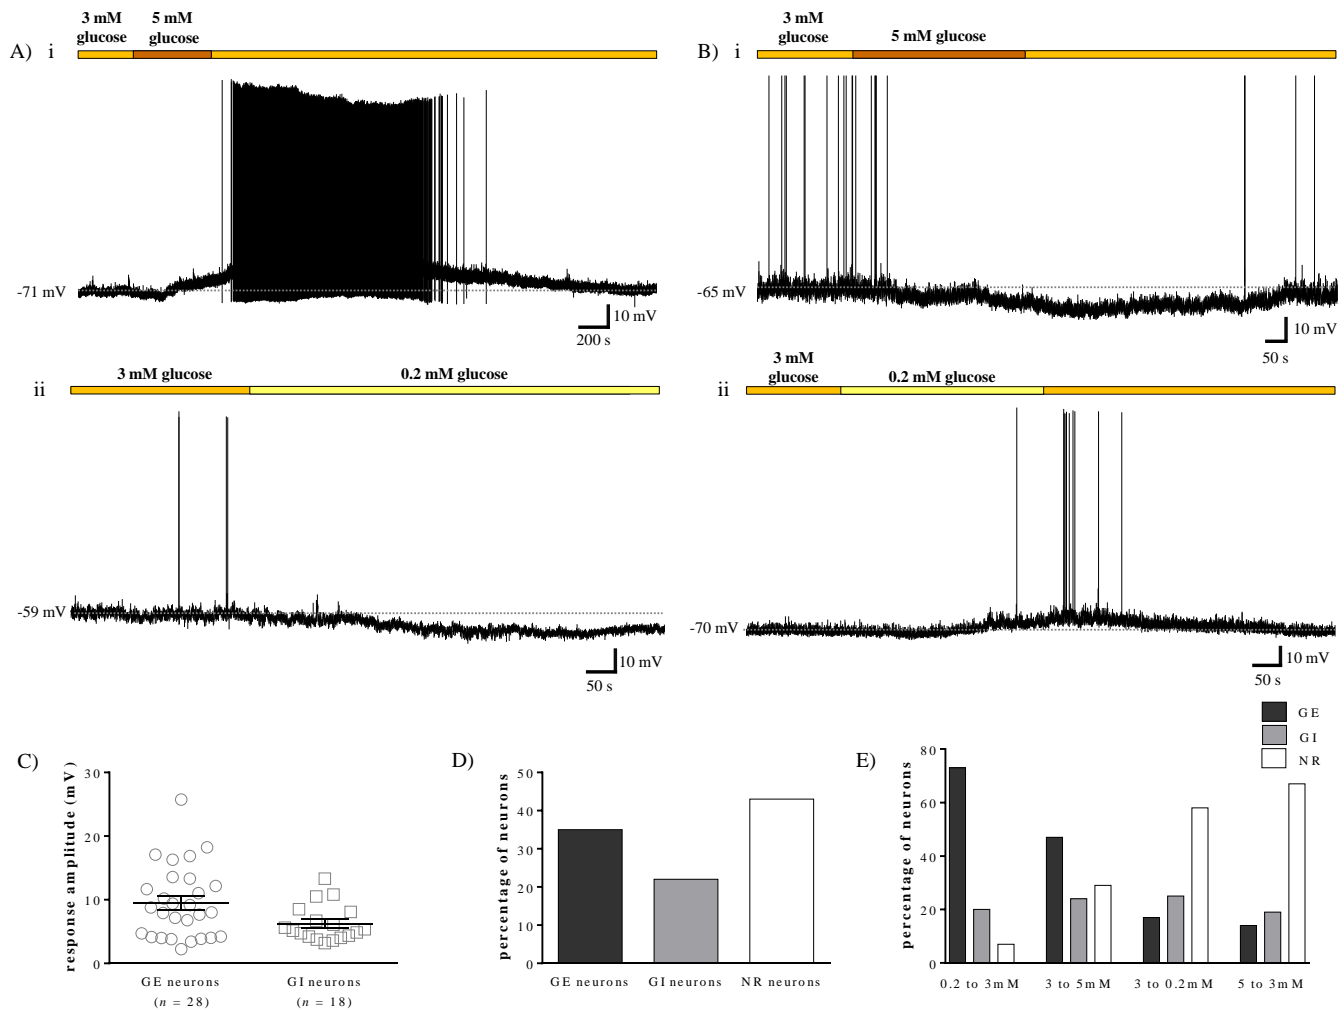 3 mM
glucose
5 mM
glucose
A) i
-71 mV
10 mV
200 s
3 mM
glucose
5 mM glucose
B) i
-65 mV
10 mV
50 s
3 mM glucose
0.2 mM glucose
ii
-59 mV
10 mV
50 s
3 mM
glucose
0.2 mM glucose
ii
-70 mV
10 mV
50 s
C)
response amplitude (mV)
30
20
10
0
GE neurons
(n = 28)
GI neurons
(n = 18)
D)
percentage of neurons
50
40
30
20
10
0
GE neurons
GI neurons
NR neurons
E)
GE
GI
NR
percentage of neurons
80
60
40
20
0
0.2 to 3mM
3 to 5mM
3 to 0.2mM
5 to 3mM